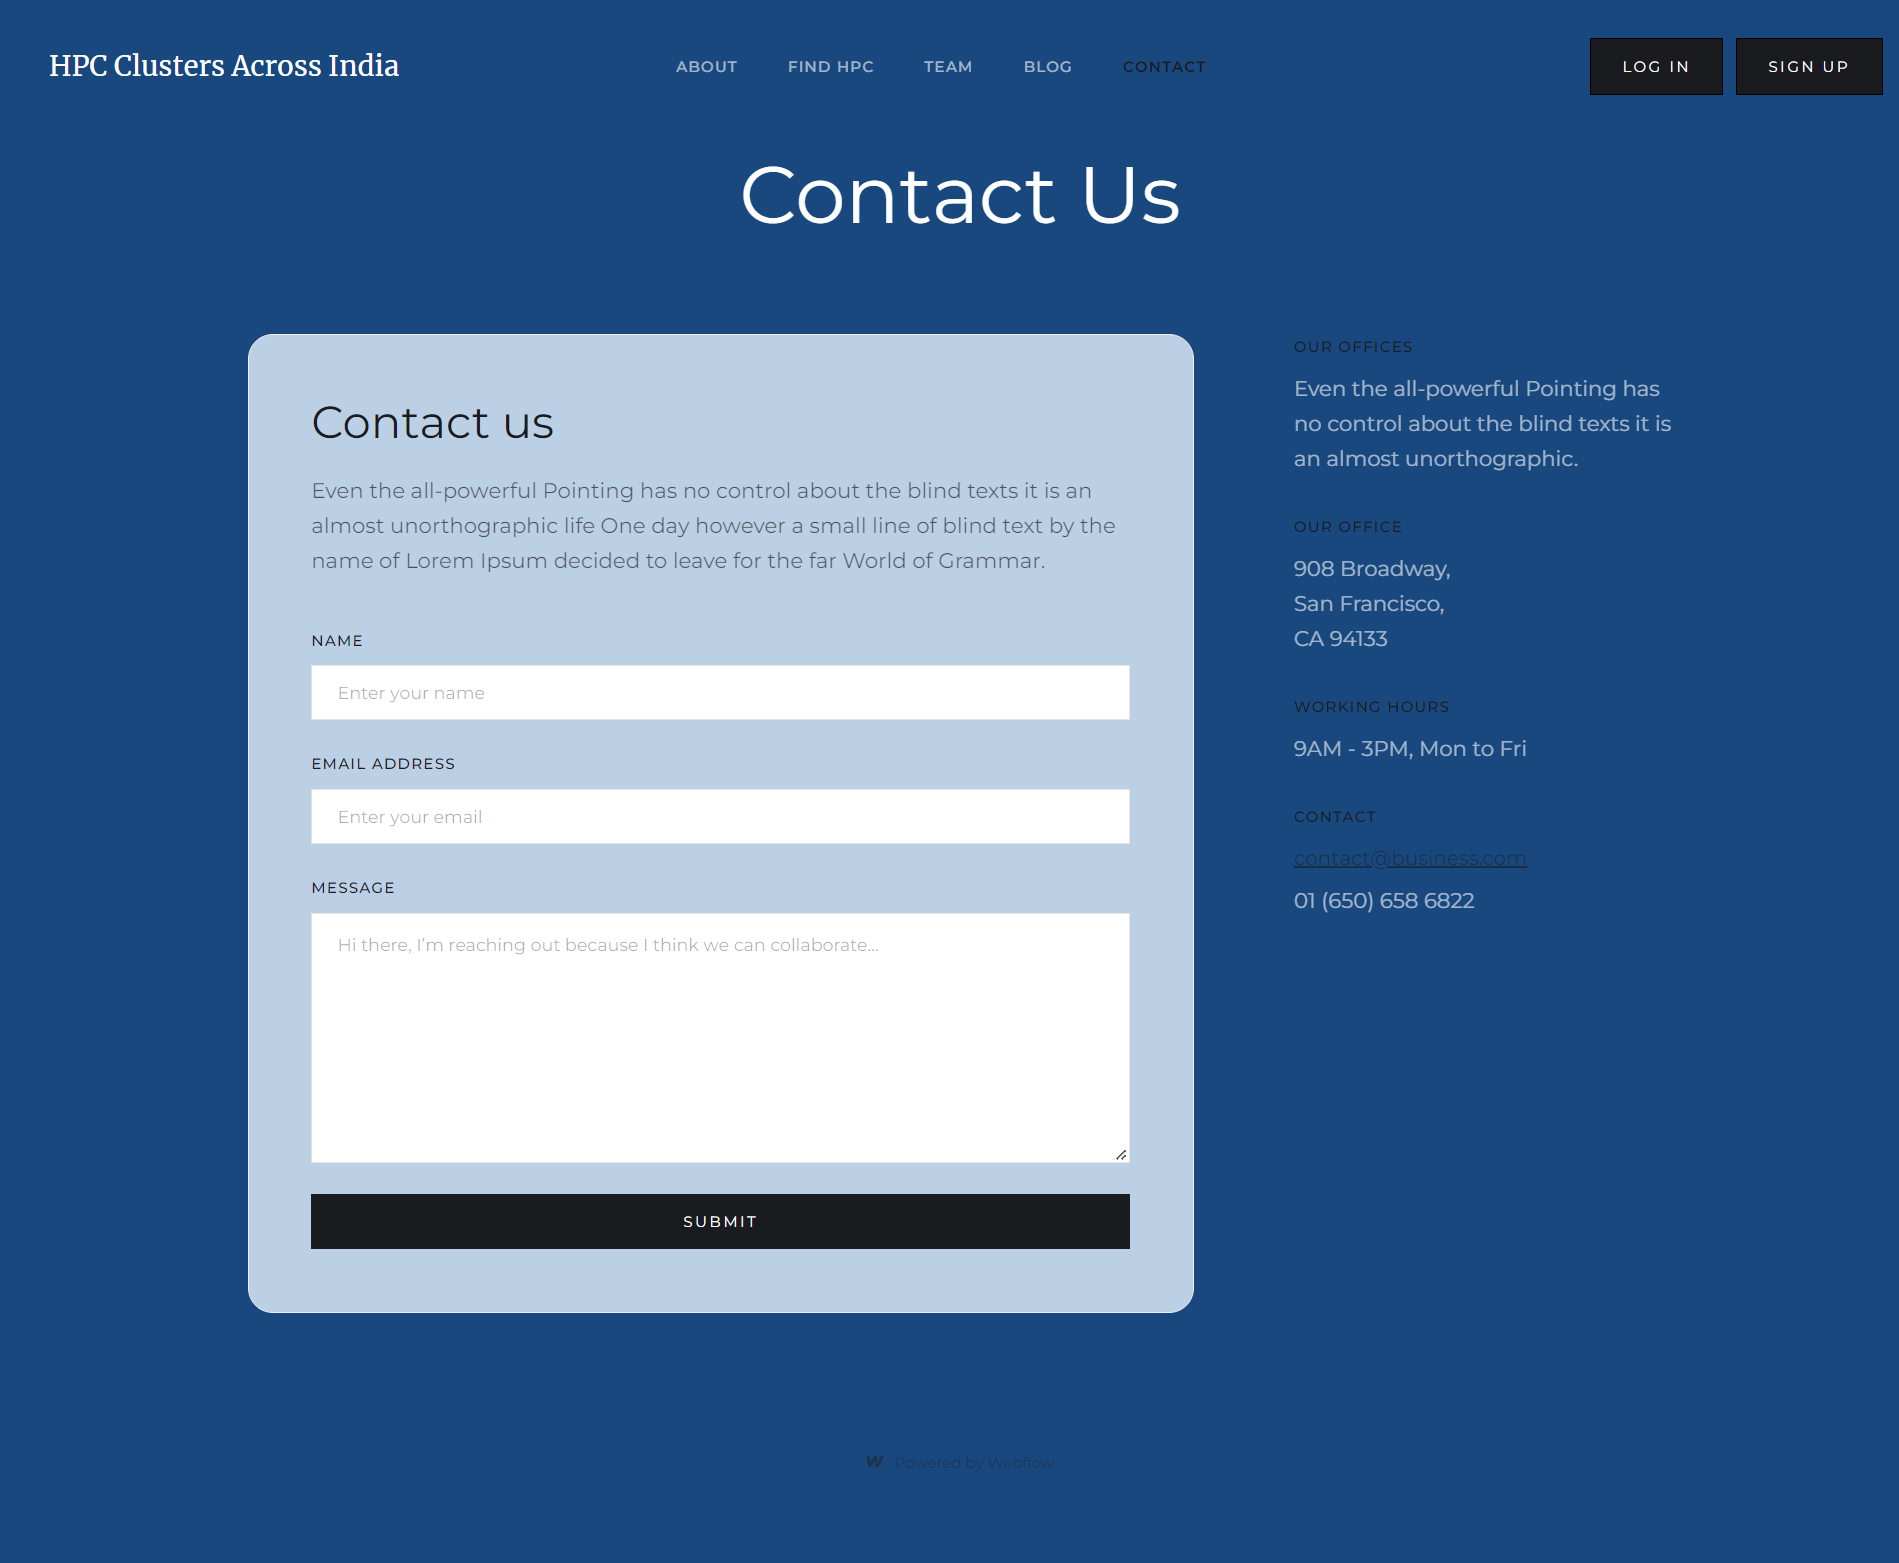 HPC Clusters Across India
ABOUT FIND HPC TEAM BLOG CONTACT
LOG IN SIGN UP
Contact Us
Contact us
Even the all-powerful Pointing has no control about the blind texts it is an
almost unorthographic life One day however a small line of blind text by the
name of Lorem Ipsum decided to leave for the far World of Grammar.
NAME
Enter your name
EMAIL ADDRESS
Enter your email
MESSAGE
Hi there, I'm reaching out because I think we can collaborate...
SUBMIT
OUR OFFICES
Even the all-powerful Pointing has
no control about the blind texts it is
an almost unorthographic.
OUR OFFICE
908 Broadway,
San Francisco,
CA 94133
WORKING HOURS
9AM - 3PM, Mon to Fri
CONTACT
contact@business.com
01 (650) 658 6822
Powered by Webflow